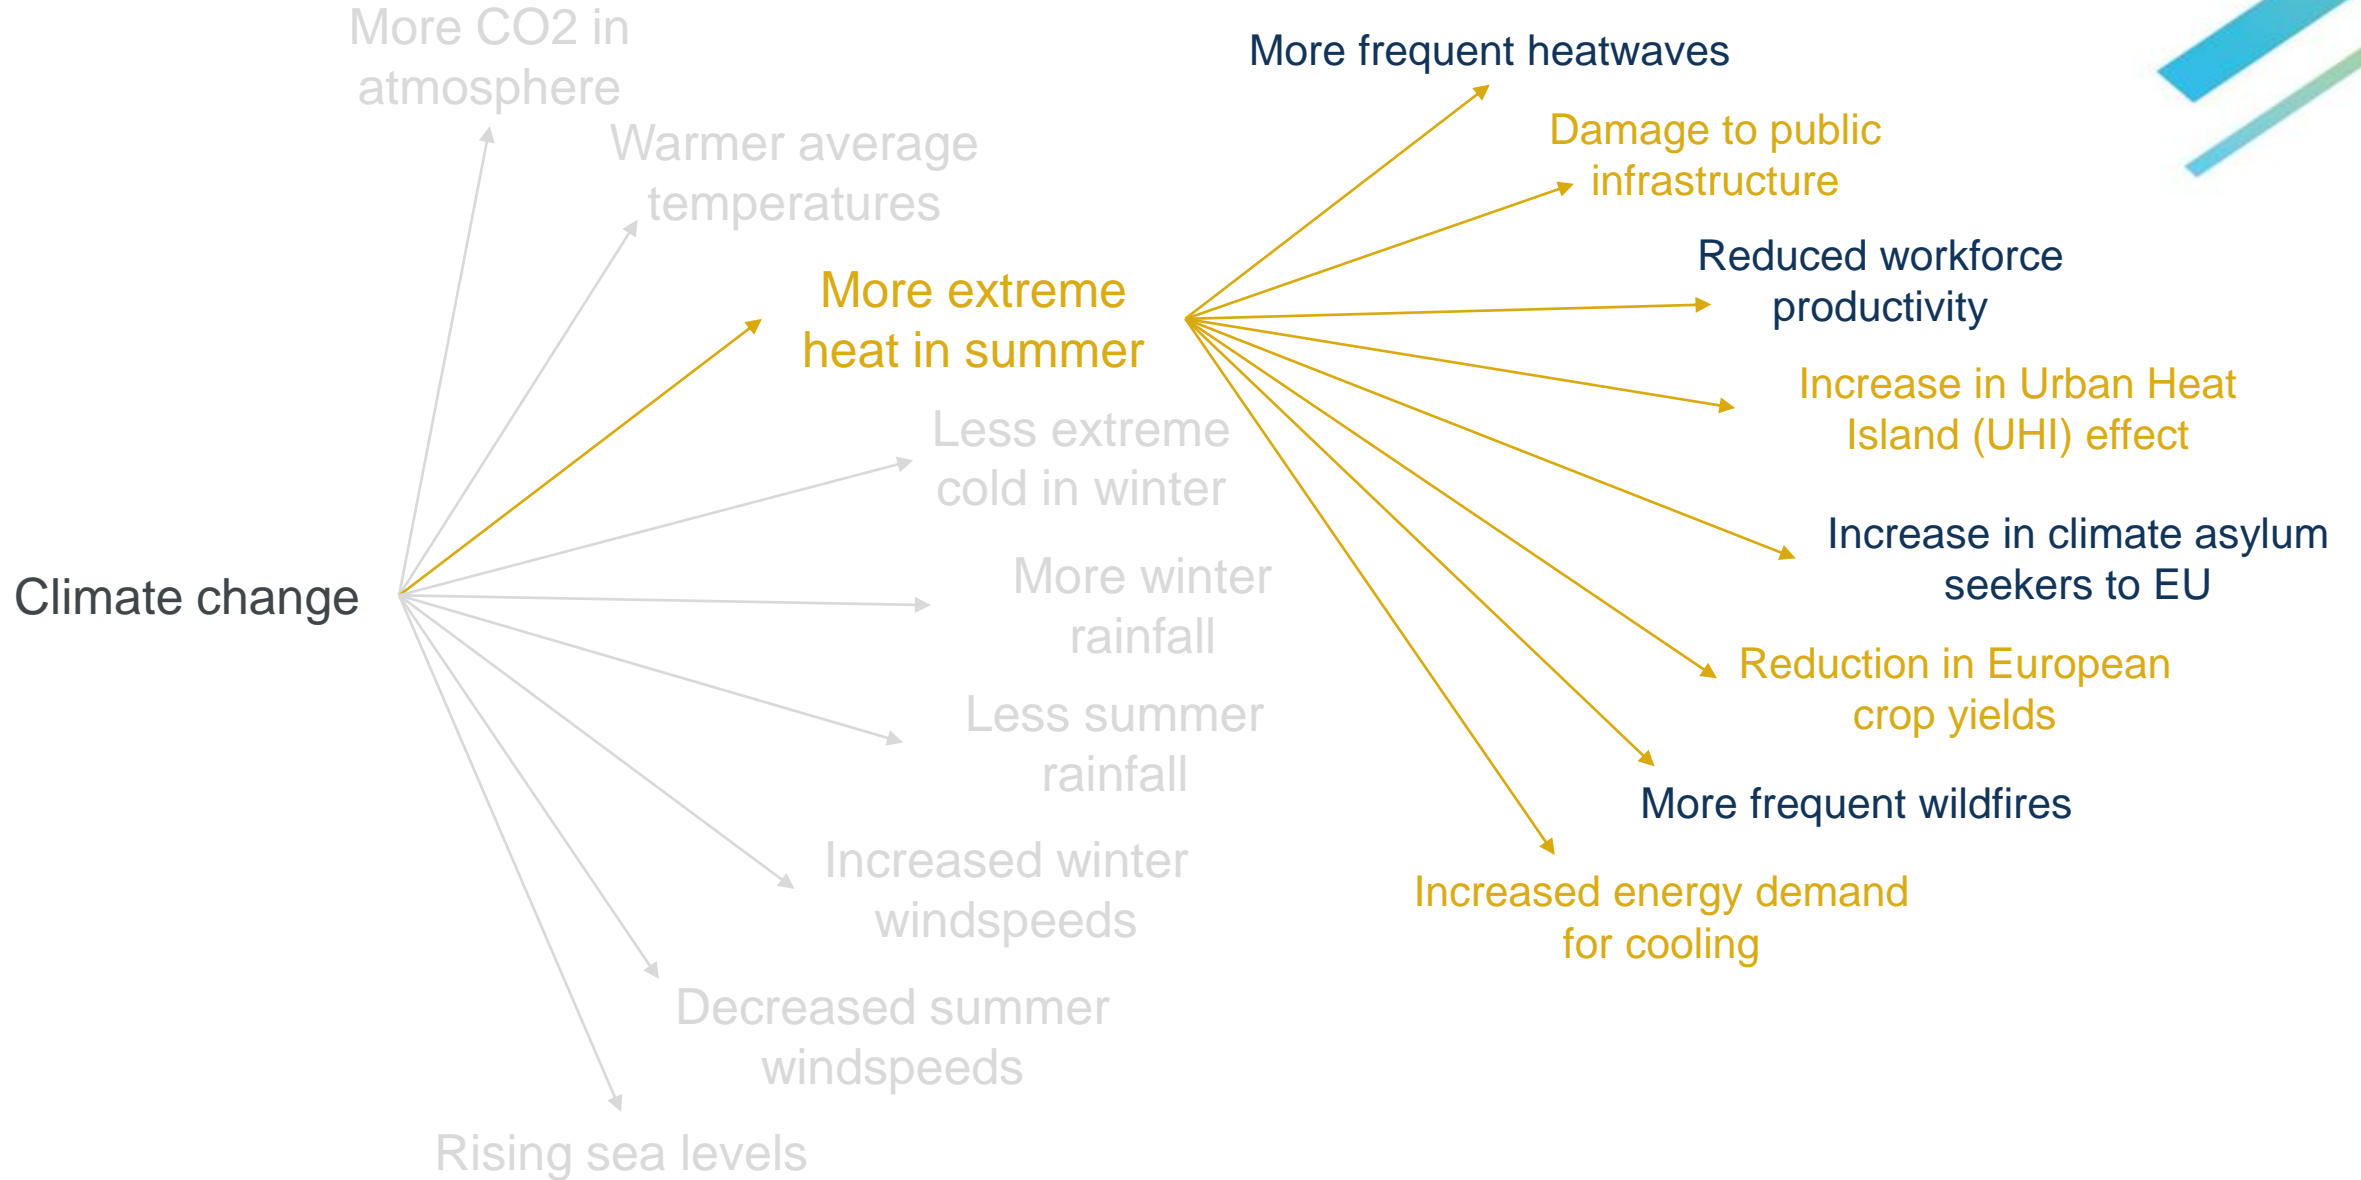 Climate change
More CO2 in
atmosphere
Warmer average
temperatures
More extreme
heat in summer
Less extreme
cold in winter
More winter
rainfall
Less summer
rainfall
Increased winter
windspeeds
Decreased summer
windspeeds
Rising sea levels
More frequent heatwaves
Damage to public
infrastructure
Reduced workforce
productivity
Increase in Urban Heat
Island (UHI) effect
Increase in climate asylum
seekers to EU
Reduction in European
crop yields
More frequent wildfires
Increased energy demand
for cooling